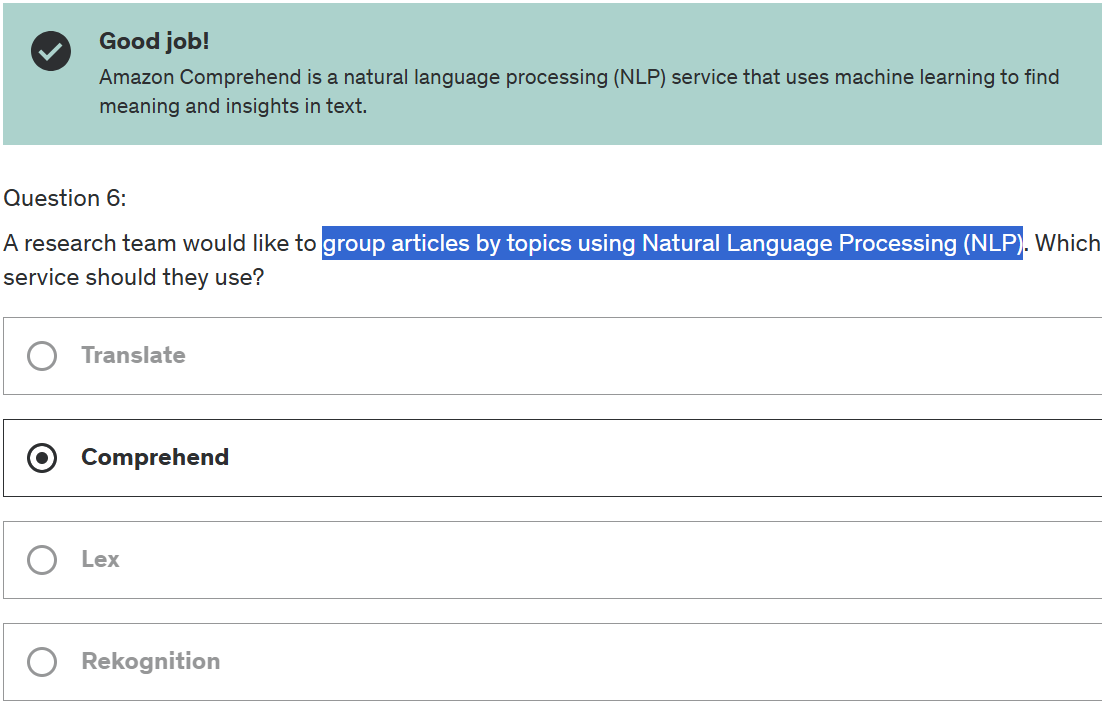 Good job!
Amazon Comprehend is a natural language processing (NLP) service that uses machine learning to find
meaning and insights in text.
Question 6:
A research team would like to group articles by topics using Natural Language Processing (NLP). Which
service should they use?
Translate
Comprehend
Lex
Rekognition